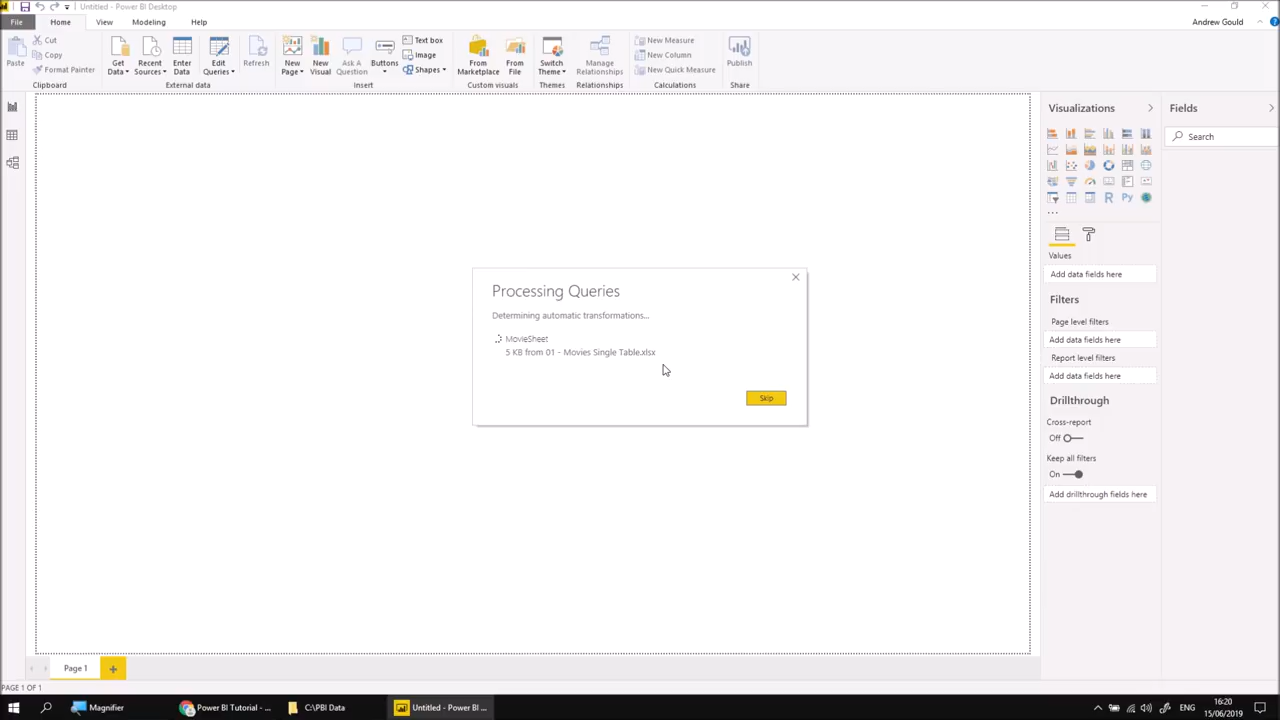 Untitled - Power BI Desktop
File
Home
View
Modeling
Help
Andrew Gould
Paste
Cut
Copy
Format Painter
Clipboard
Get Data
Recent Sources
Enter Data
Edit Queries
Refresh
External data
New Page
New Visual
Ask A Question
Buttons
Text box
Image
Shapes
Insert
From Marketplace
From File
Custom visuals
Switch Theme
Themes
Manage Relationships
Relationships
New Measure
New Column
New Quick Measure
Calculations
Publish
Share
Visualizations
Fields
Search
R
Py
Values
Add data fields here
Filters
Page level filters
Add data fields here
Report level filters
Add data fields here
Drillthrough
Cross-report
Off
Keep all filters
On
Add drillthrough fields here
Processing Queries
Determining automatic transformations...
MovieSheet
5 KB from 01 - Movies Single Table.xlsx
Skip
Page 1
PAGE 1 OF 1
Magnifier
Power BI Tutorial - ...
C:\PBI Data
Untitled - Power BI ...
ENG
16:20
15/06/2019